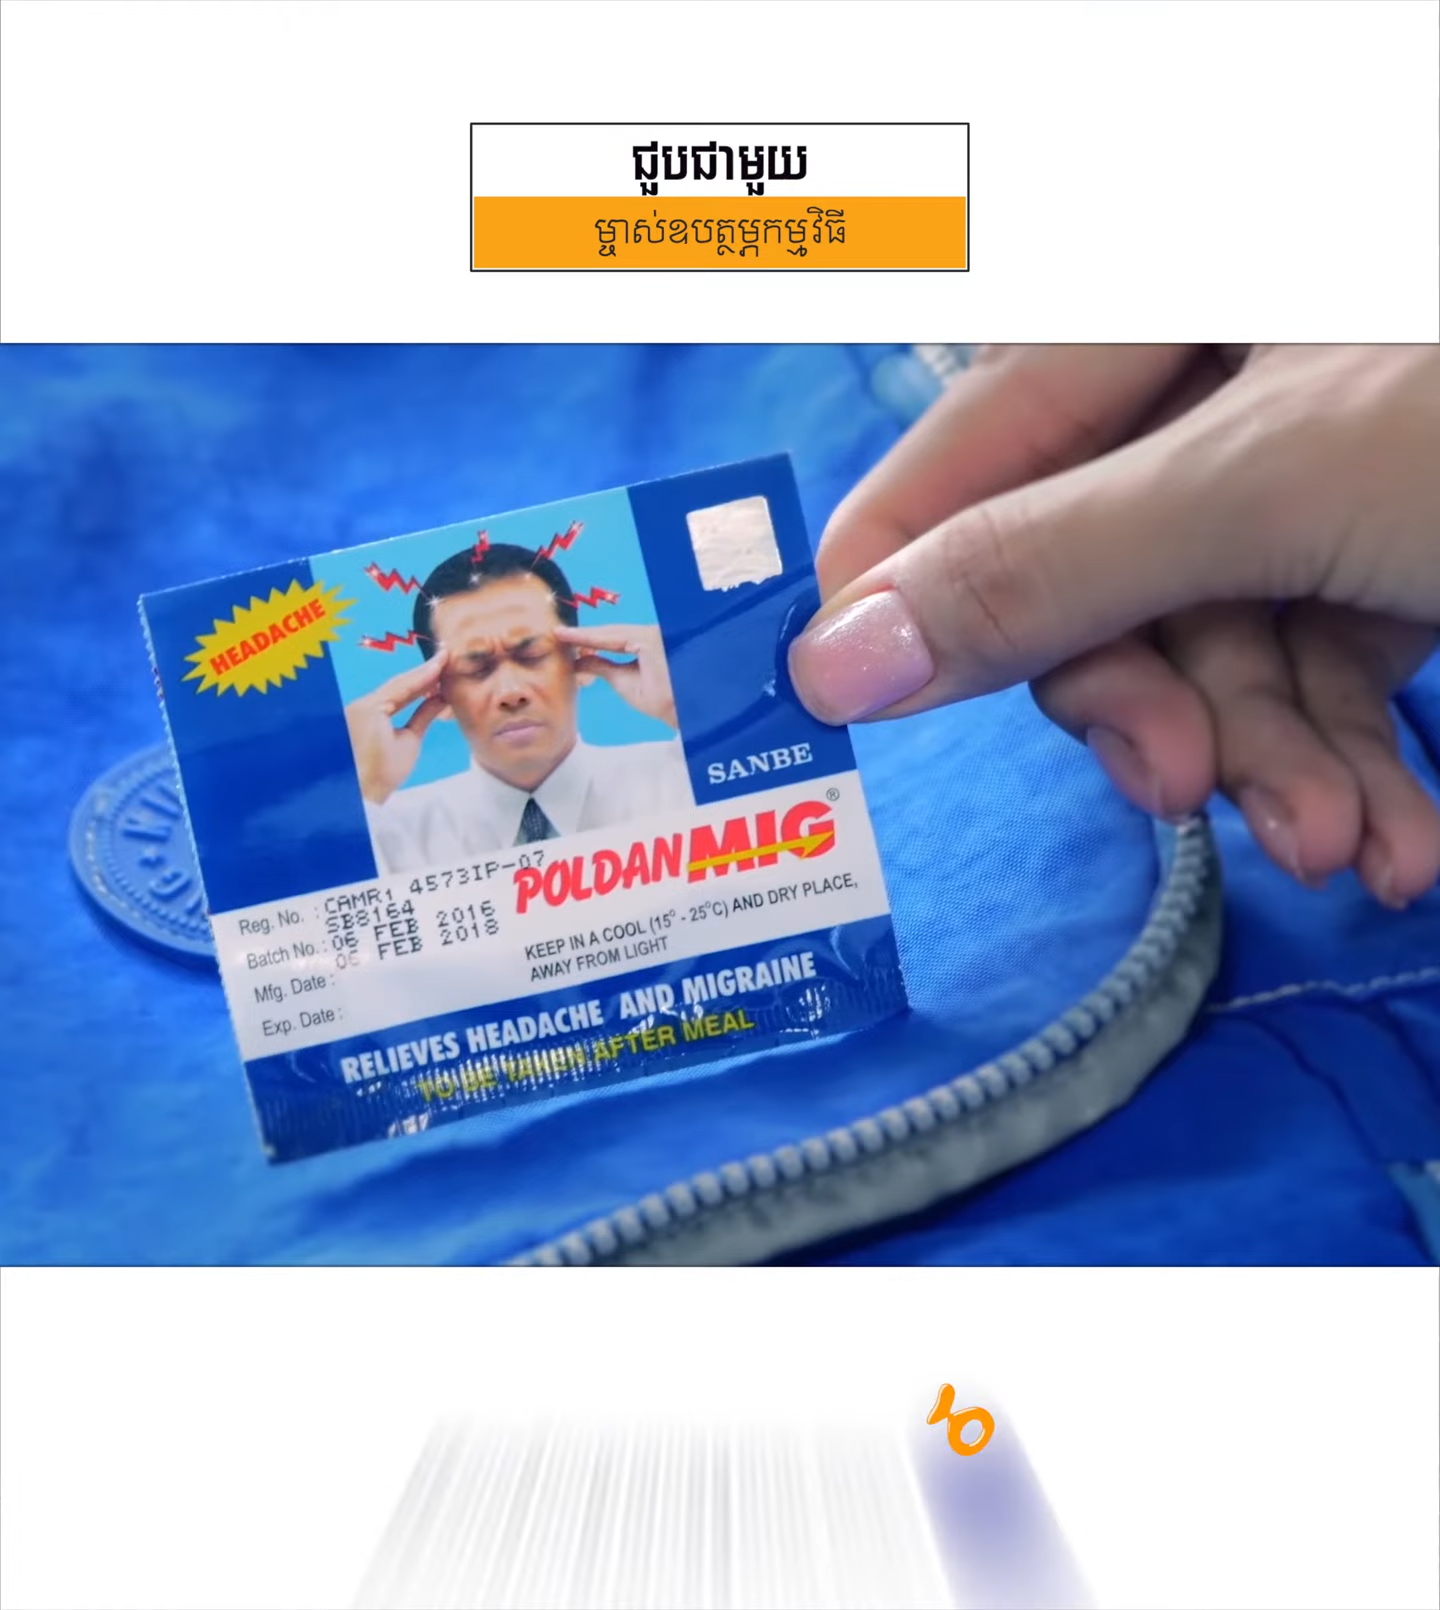 ជួបជាមួយ
ម្ចាស់ឧបត្ថម្ភកម្មវិធី
HEADACHE
SANBE
POLDANMIG®
Reg. No. : CAMR1 4573IP-07
Batch No.: SB8164
Mfg. Date : 06 FEB 2016
Exp. Date : 06 FEB 2018
KEEP IN A COOL (15° - 25°C) AND DRY PLACE,
AWAY FROM LIGHT
RELIEVES HEADACHE AND MIGRAINE
TO BE TAKEN AFTER MEAL